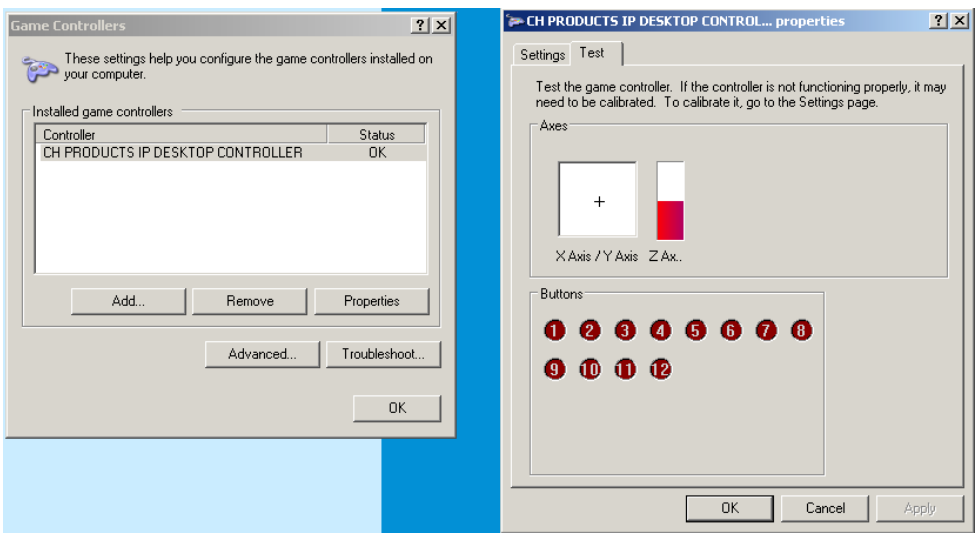 Game Controllers
These settings help you configure the game controllers installed on
your computer.
Installed game controllers
Controller Status
CH PRODUCTS IP DESKTOP CONTROLLER OK
Add... Remove Properties
Advanced... Troubleshoot...
OK
CH PRODUCTS IP DESKTOP CONTROL... properties
Settings Test
Test the game controller. If the controller is not functioning properly, it may
need to be calibrated. To calibrate it, go to the Settings page.
Axes
X Axis / Y Axis Z Ax..
Buttons
1 2 3 4 5 6 7 8
9 10 11 12
OK Cancel Apply